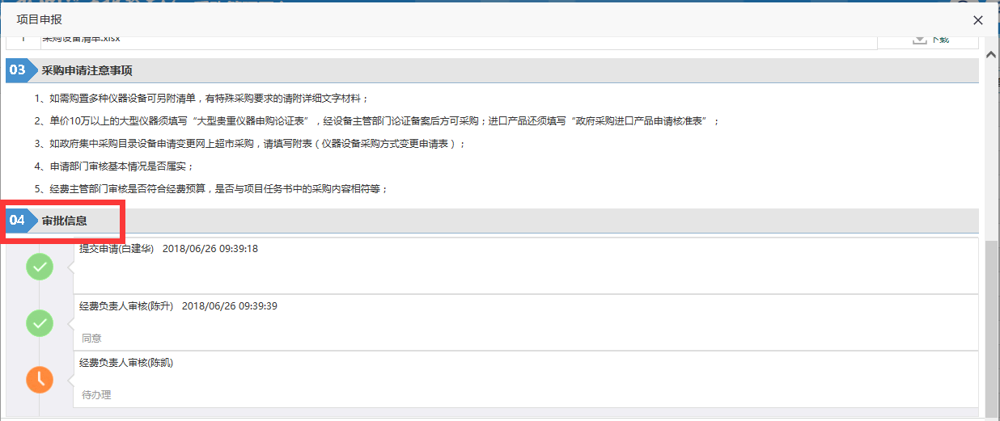 项目申报
1 采购设备清单.xlsx 下载
03 采购申请注意事项
1、如需购置多种仪器设备可另附清单，有特殊采购要求的请附详细文字材料；
2、单价10万以上的大型仪器须填写“大型贵重仪器申购论证表”，经设备主管部门论证备案后方可采购；进口产品还须填写“政府采购进口产品申请核准表”；
3、如政府集中采购目录设备申请变更网上超市采购，请填写附表（仪器设备采购方式变更申请表）；
4、申请部门审核基本情况是否属实；
5、经费主管部门审核是否符合经费预算，是否与项目任务书中的采购内容相符等；
04 审批信息
提交申请(白建华) 2018/06/26 09:39:18
经费负责人审核(陈升) 2018/06/26 09:39:39
同意
经费负责人审核(陈凯)
待办理